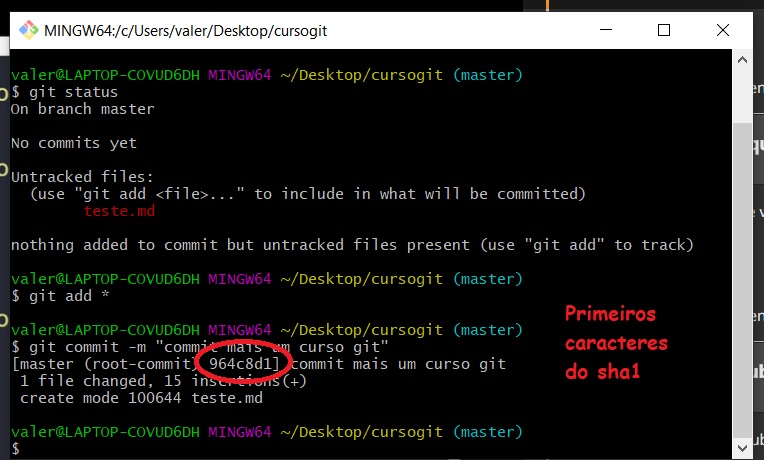 MINGW64:/c/Users/valer/Desktop/cursogit
valer@LAPTOP-COVUD6DH MINGW64 ~/Desktop/cursogit (master)
$ git status
On branch master
No commits yet
Untracked files:
(use "git add <file>..." to include in what will be committed)
teste.md
nothing added to commit but untracked files present (use "git add" to track)
valer@LAPTOP-COVUD6DH MINGW64 ~/Desktop/cursogit (master)
$ git add *
valer@LAPTOP-COVUD6DH MINGW64 ~/Desktop/cursogit (master)
$ git commit -m "commit mais um curso git"
[master (root-commit) 964c8d1] commit mais um curso git
1 file changed, 15 insertions(+)
create mode 100644 teste.md
valer@LAPTOP-COVUD6DH MINGW64 ~/Desktop/cursogit (master)
$
Primeiros
caracteres
do sha1